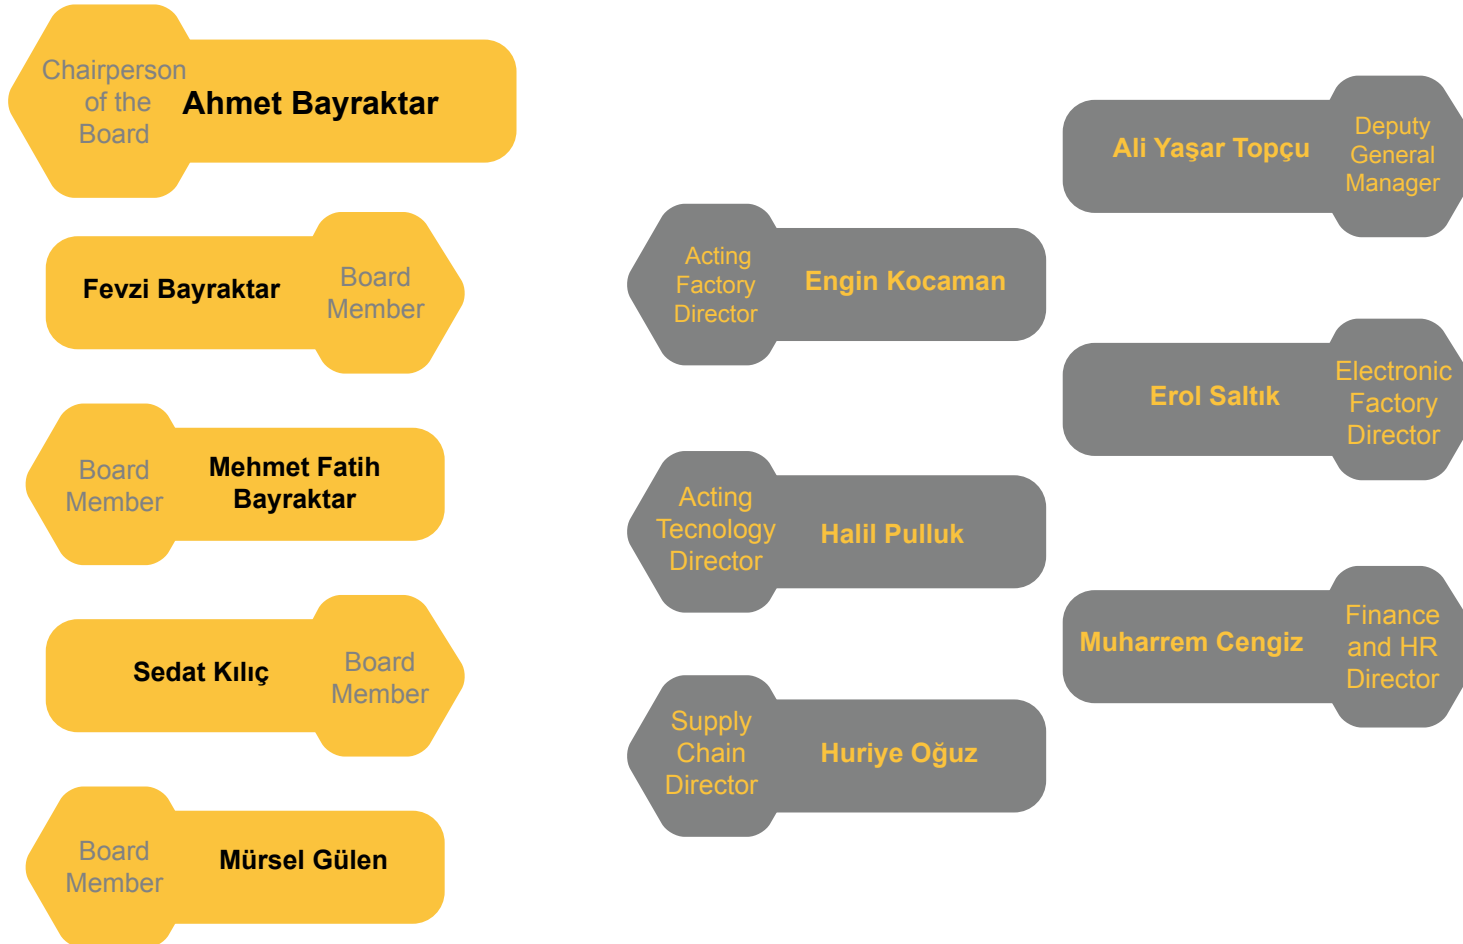 Chairperson
of the
Board
Ahmet Bayraktar
Fevzi Bayraktar
Board
Member
Board
Member
Mehmet Fatih
Bayraktar
Sedat Kılıç
Board
Member
Board
Member
Mürsel Gülen
Ali Yaşar Topçu
Deputy
General
Manager
Acting
Factory
Director
Engin Kocaman
Erol Saltık
Electronic
Factory
Director
Acting
Tecnology
Director
Halil Pulluk
Muharrem Cengiz
Finance
and HR
Director
Supply
Chain
Director
Huriye Oğuz